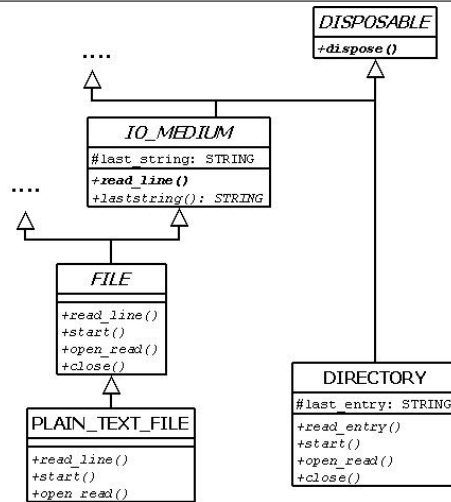 DISPOSABLE
+dispose()
....
IO_MEDIUM
#last_string: STRING
+read_line()
+laststring(): STRING
....
FILE
+read_line()
+start()
+open_read()
+close()
DIRECTORY
#last_entry: STRING
+read_entry()
+start()
+open_read()
+close()
PLAIN_TEXT_FILE
+read_line()
+start()
+open_read()